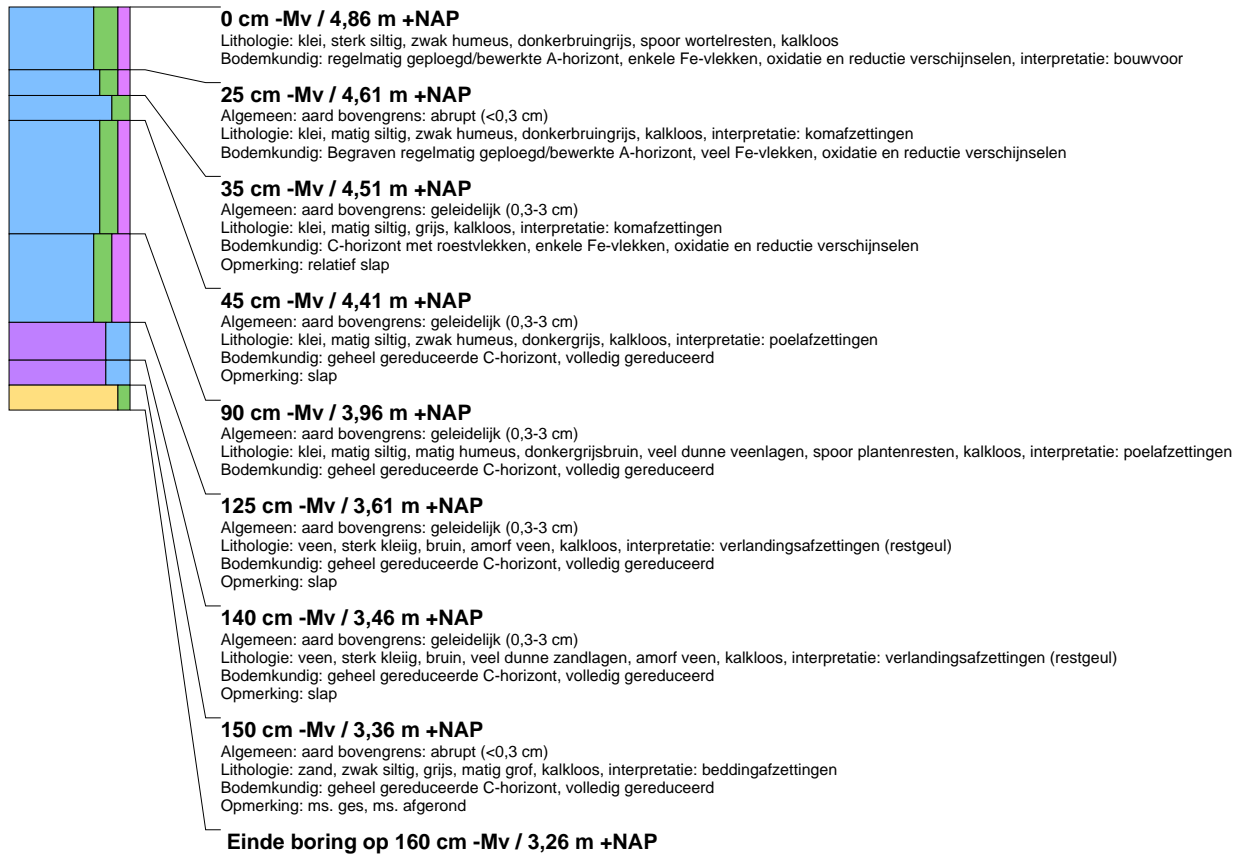 0 cm -Mv / 4,86 m +NAP
Lithologie: klei, sterk siltig, zwak humeus, donkerbruingrijs, spoor wortelresten, kalkloos
Bodemkundig: regelmatig geploegd/bewerkte A-horizont, enkele Fe-vlekken, oxidatie en reductie verschijnselen, interpretatie: bouwvoor
25 cm -Mv / 4,61 m +NAP
Algemeen: aard bovengrens: abrupt (<0,3 cm)
Lithologie: klei, matig siltig, zwak humeus, donkerbruingrijs, kalkloos, interpretatie: komafzettingen
Bodemkundig: Begraven regelmatig geploegd/bewerkte A-horizont, veel Fe-vlekken, oxidatie en reductie verschijnselen
35 cm -Mv / 4,51 m +NAP
Algemeen: aard bovengrens: geleidelijk (0,3-3 cm)
Lithologie: klei, matig siltig, grijs, kalkloos, interpretatie: komafzettingen
Bodemkundig: C-horizont met roestvlekken, enkele Fe-vlekken, oxidatie en reductie verschijnselen
Opmerking: relatief slap
45 cm -Mv / 4,41 m +NAP
Algemeen: aard bovengrens: geleidelijk (0,3-3 cm)
Lithologie: klei, matig siltig, zwak humeus, donkergrijs, kalkloos, interpretatie: poelafzettingen
Bodemkundig: geheel gereduceerde C-horizont, volledig gereduceerd
Opmerking: slap
90 cm -Mv / 3,96 m +NAP
Algemeen: aard bovengrens: geleidelijk (0,3-3 cm)
Lithologie: klei, matig siltig, matig humeus, donkergrijsbruin, veel dunne veenlagen, spoor plantenresten, kalkloos, interpretatie: poelafzettingen
Bodemkundig: geheel gereduceerde C-horizont, volledig gereduceerd
125 cm -Mv / 3,61 m +NAP
Algemeen: aard bovengrens: geleidelijk (0,3-3 cm)
Lithologie: veen, sterk kleiig, bruin, amorf veen, kalkloos, interpretatie: verlandingsafzettingen (restgeul)
Bodemkundig: geheel gereduceerde C-horizont, volledig gereduceerd
Opmerking: slap
140 cm -Mv / 3,46 m +NAP
Algemeen: aard bovengrens: geleidelijk (0,3-3 cm)
Lithologie: veen, sterk kleiig, bruin, veel dunne zandlagen, amorf veen, kalkloos, interpretatie: verlandingsafzettingen (restgeul)
Bodemkundig: geheel gereduceerde C-horizont, volledig gereduceerd
Opmerking: slap
150 cm -Mv / 3,36 m +NAP
Algemeen: aard bovengrens: abrupt (<0,3 cm)
Lithologie: zand, zwak siltig, grijs, matig grof, kalkloos, interpretatie: beddingafzettingen
Bodemkundig: geheel gereduceerde C-horizont, volledig gereduceerd
Opmerking: ms. ges, ms. afgerond
Einde boring op 160 cm -Mv / 3,26 m +NAP